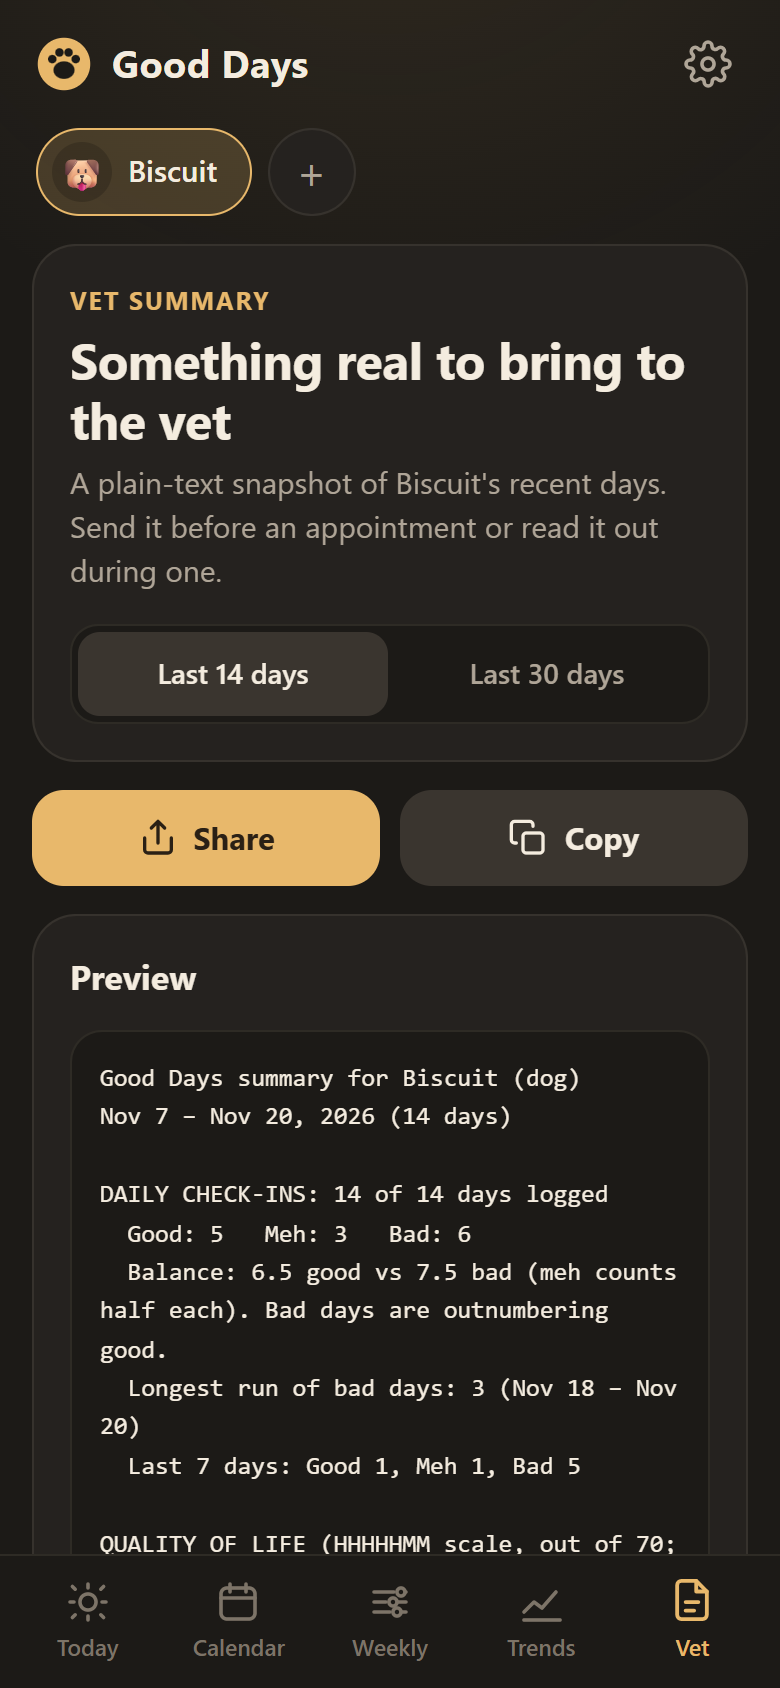 Good Days
Biscuit
+
VET SUMMARY
Something real to bring to
the vet
A plain-text snapshot of Biscuit's recent days.
Send it before an appointment or read it out
during one.
Last 14 days
Last 30 days
Share
Copy
Preview
Good Days summary for Biscuit (dog)
Nov 7 – Nov 20, 2026 (14 days)
DAILY CHECK-INS: 14 of 14 days logged
Good: 5   Meh: 3   Bad: 6
Balance: 6.5 good vs 7.5 bad (meh counts
half each). Bad days are outnumbering
good.
Longest run of bad days: 3 (Nov 18 – Nov
20)
Last 7 days: Good 1, Meh 1, Bad 5
QUALITY OF LIFE (HHHHHMM scale, out of 70;
Today
Calendar
Weekly
Trends
Vet